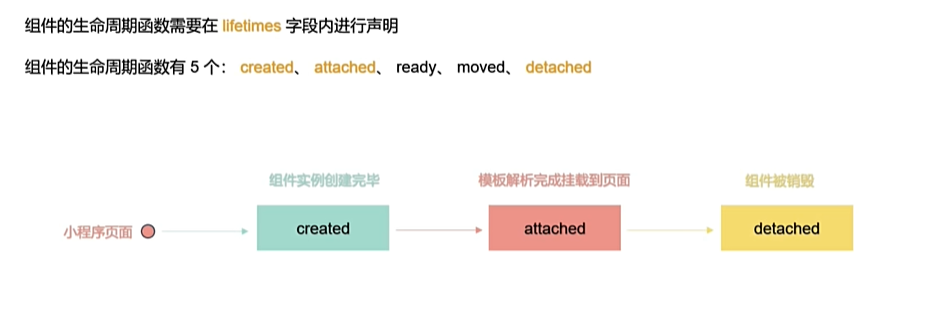 组件的生命周期函数需要在 lifetimes 字段内进行声明
组件的生命周期函数有 5 个： created、 attached、 ready、 moved、 detached
组件实例创建完毕
模板解析完成挂载到页面
组件被销毁
小程序页面
created
attached
detached